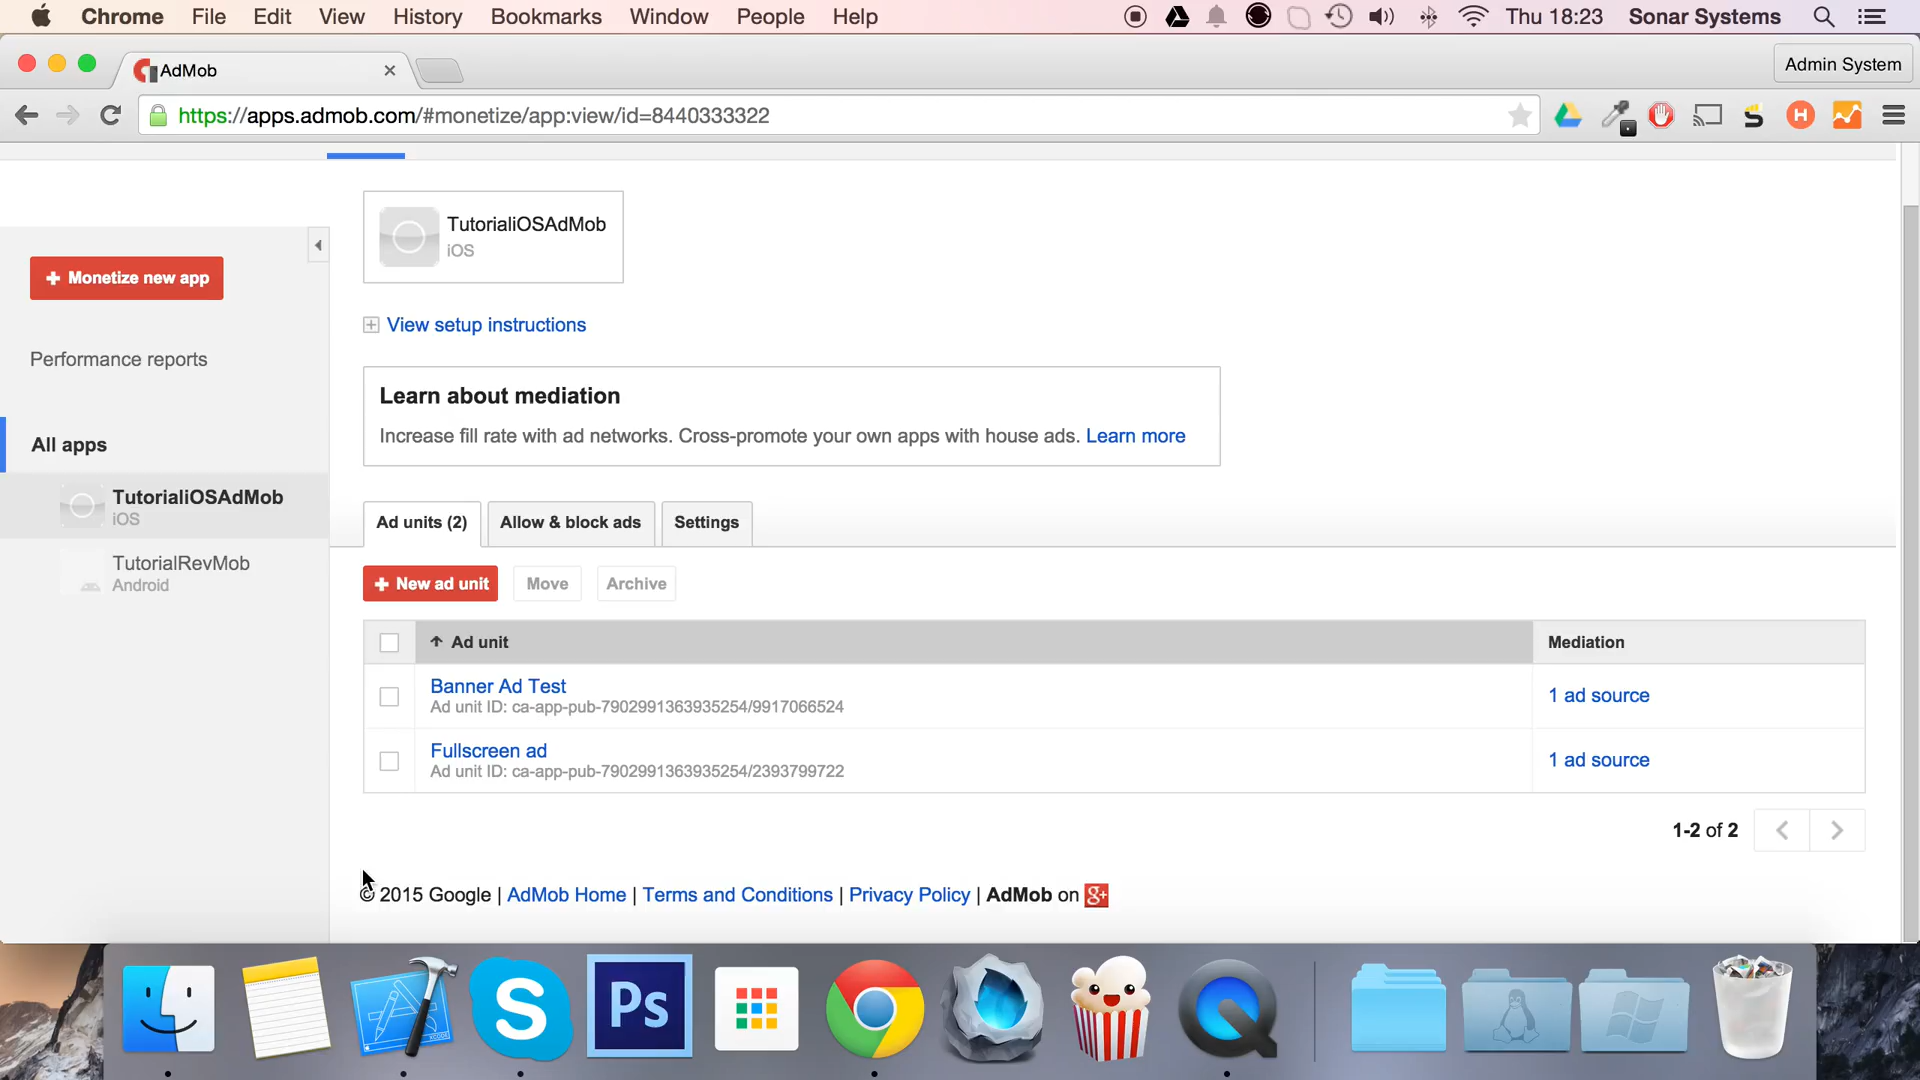 Chrome File Edit View History Bookmarks Window People Help Thu 18:23 Sonar Systems
AdMob
Admin System
https://apps.admob.com/#monetize/app:view/id=8440333322
TutorialiOSAdMob
iOS
+ Monetize new app
View setup instructions
Performance reports
Learn about mediation
Increase fill rate with ad networks. Cross-promote your own apps with house ads. Learn more
All apps
TutorialiOSAdMob
iOS
Ad units (2) Allow & block ads Settings
TutorialRevMob
Android
+ New ad unit Move Archive
Ad unit Mediation
Banner Ad Test
Ad unit ID: ca-app-pub-7902991363935254/9917066524
1 ad source
Fullscreen ad
Ad unit ID: ca-app-pub-7902991363935254/2393799722
1 ad source
1-2 of 2
© 2015 Google | AdMob Home | Terms and Conditions | Privacy Policy | AdMob on g+
Ps